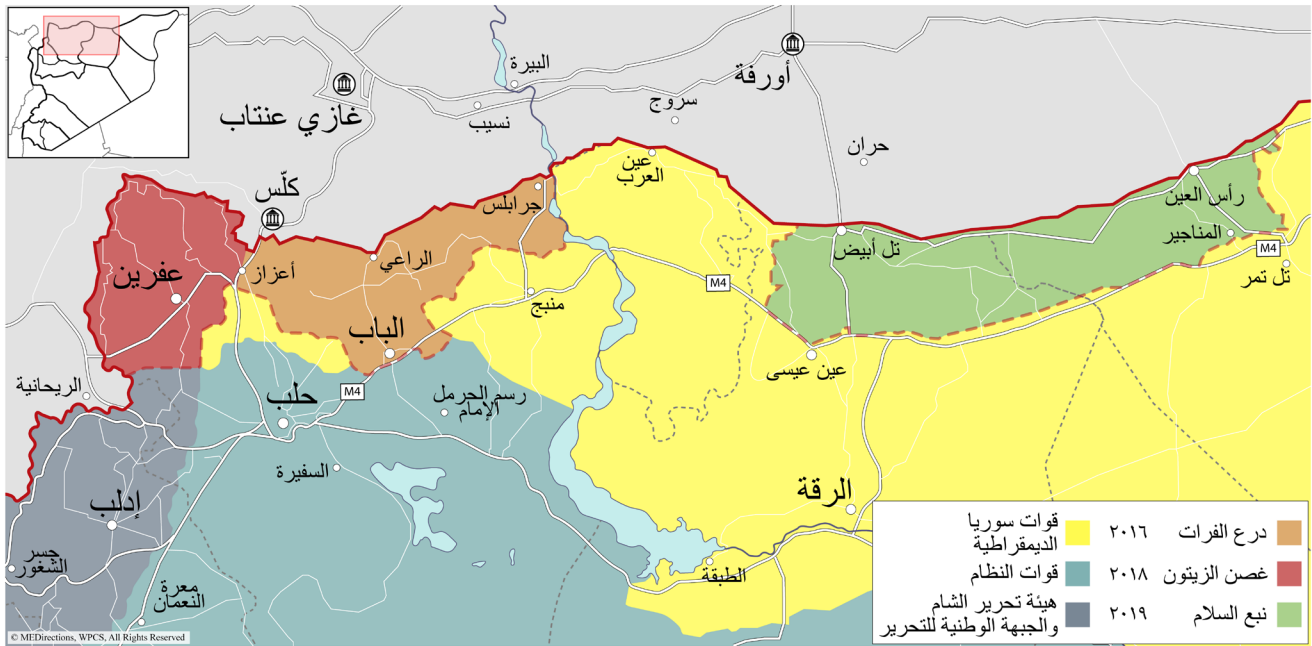 البيرة
أورفة
سروج
غازي عنتاب
نسيب
حران
عين
العرب
كلّس
جرابلس
رأس العين
المناجير
تل أبيض
الراعي
أعزاز
عفرين
M4
M4
تل تمر
منبج
الباب
عين عيسى
الريحانية
M4
حلب
رسم الحرمل
الإمام
السفيرة
إدلب
الرقة
جسر
الشغور
معرة
النعمان
الطبقة
درع الفرات ٢٠١٦
غصن الزيتون ٢٠١٨
نبع السلام ٢٠١٩
قوات سوريا
الديمقراطية
قوات النظام
هيئة تحرير الشام
والجبهة الوطنية للتحرير
© MEDirections, WPCS, All Rights Reserved